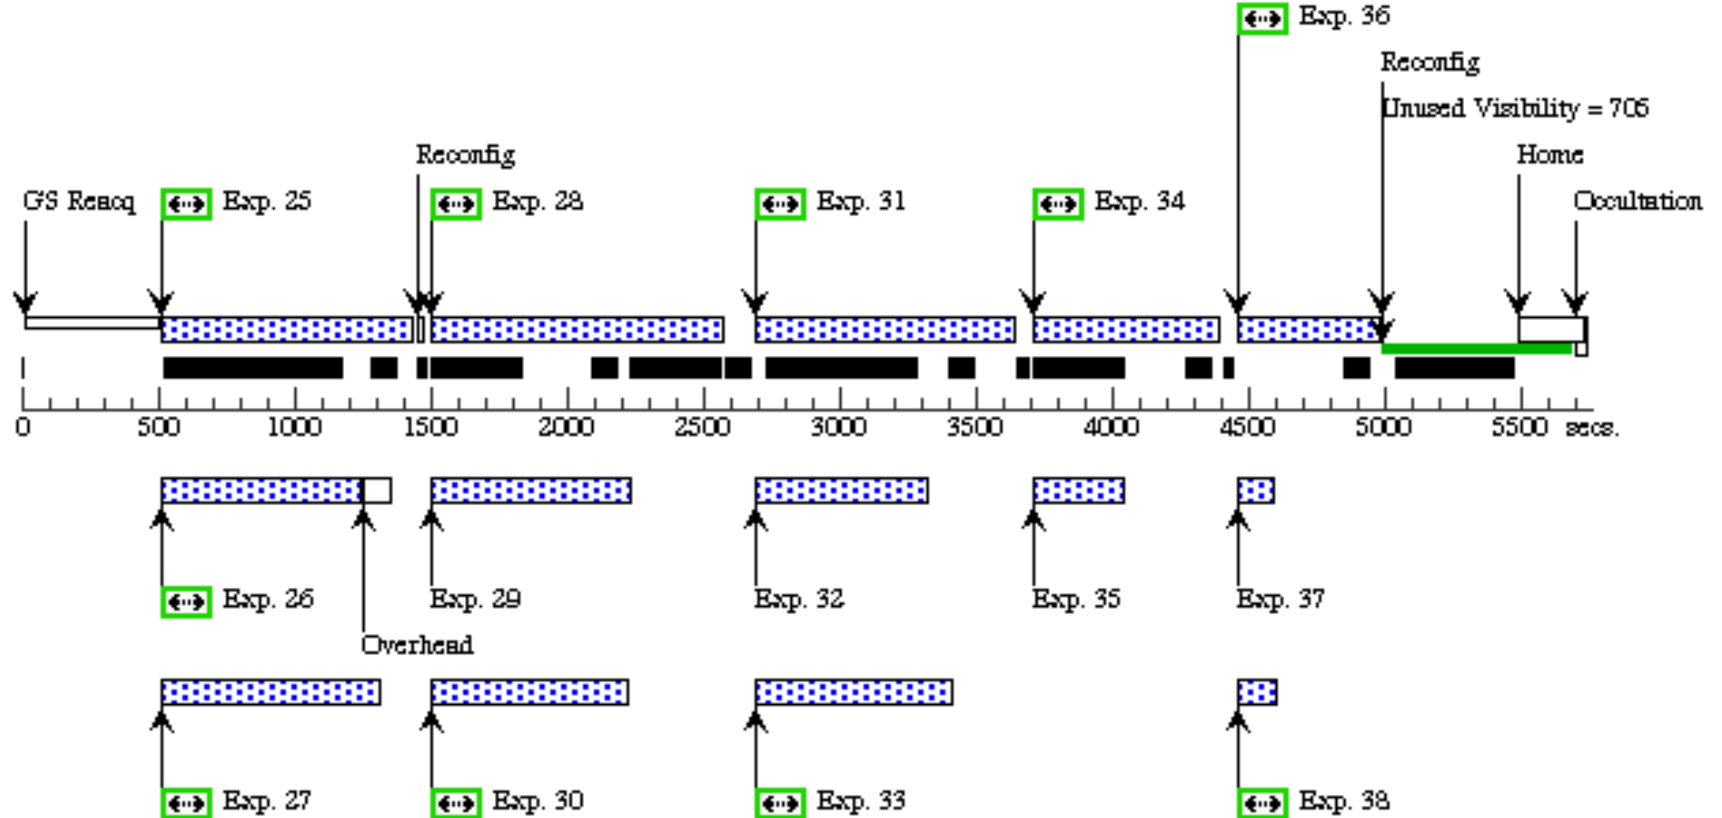 Exp. 36
Reconfig
Unused Visibility = 705
Reconfig
Home
GS Reacq
Exp. 25
Exp. 28
Exp. 31
Exp. 34
Occultation
0 500 1000 1500 2000 2500 3000 3500 4000 4500 5000 5500 secs.
Exp. 26
Exp. 29
Exp. 32
Exp. 35
Exp. 37
Overhead
Exp. 27
Exp. 30
Exp. 33
Exp. 38